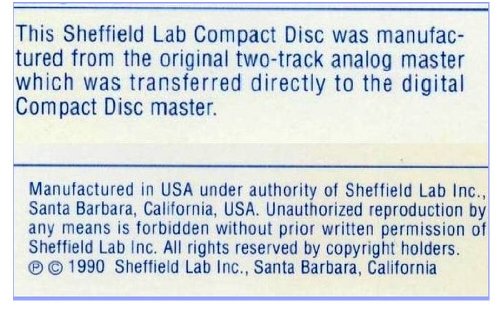 This Sheffield Lab Compact Disc was manufac-
tured from the original two-track analog master
which was transferred directly to the digital
Compact Disc master.
Manufactured in USA under authority of Sheffield Lab Inc.,
Santa Barbara, California, USA. Unauthorized reproduction by
any means is forbidden without prior written permission of
Sheffield Lab Inc. All rights reserved by copyright holders.
℗ © 1990 Sheffield Lab Inc., Santa Barbara, California